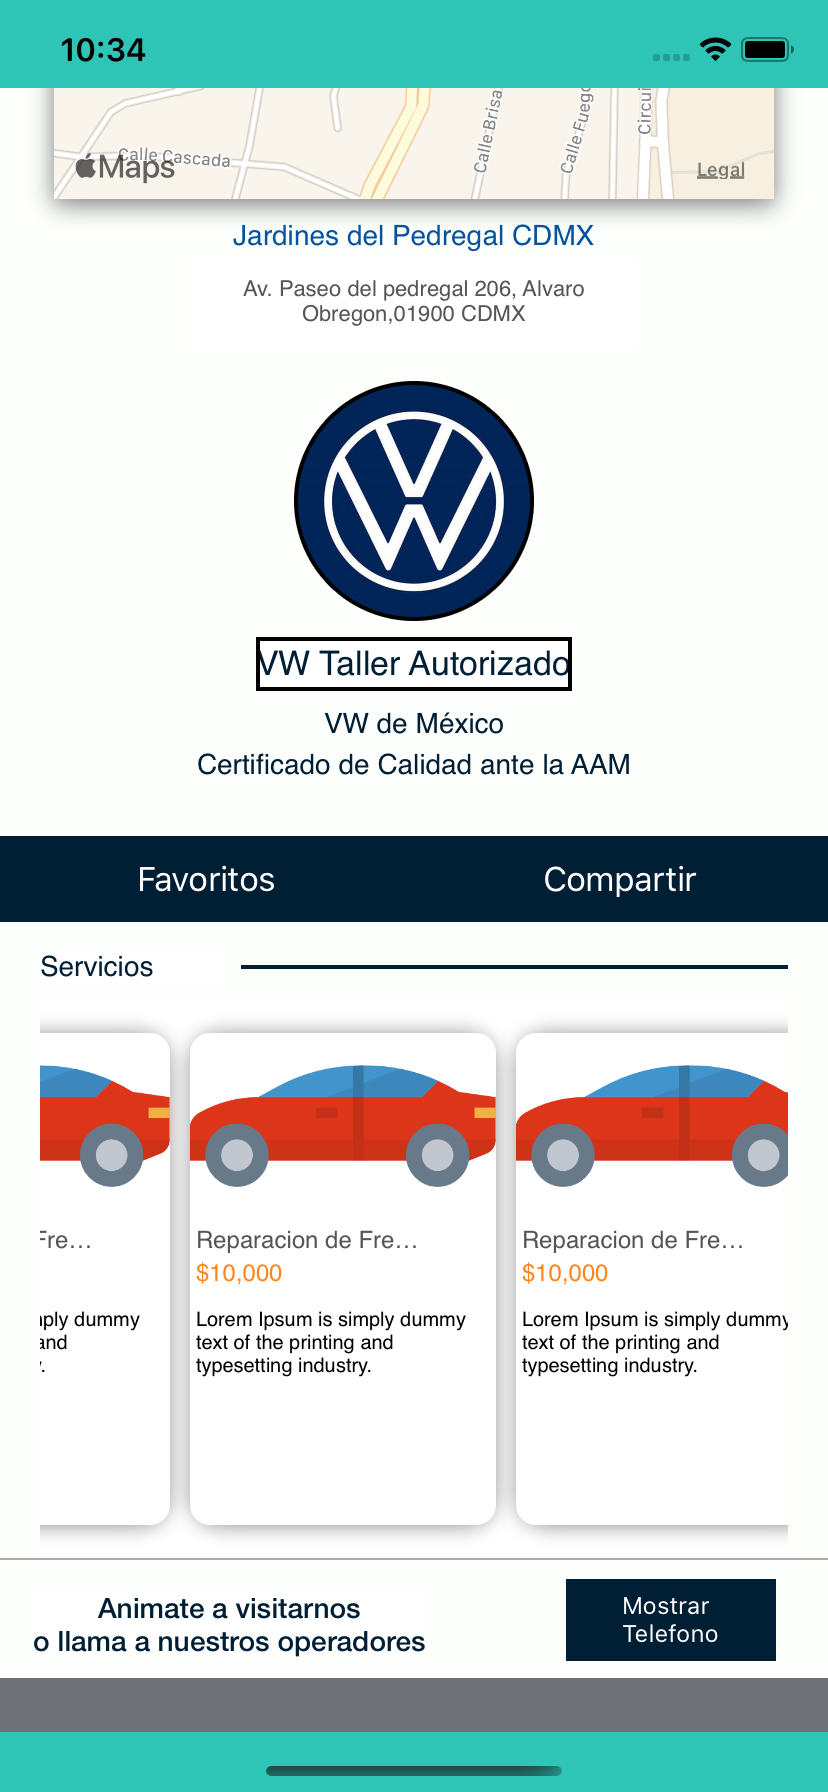 10:34
Calle Cascada
Maps
Calle Brisa
Calle Fuego
Circui
Legal
Jardines del Pedregal CDMX
Av. Paseo del pedregal 206, Alvaro
Obregon,01900 CDMX
VW Taller Autorizado
VW de México
Certificado de Calidad ante la AAM
Favoritos
Compartir
Servicios
Fre...
nply dummy
and
Reparacion de Fre...
$10,000
Lorem Ipsum is simply dummy
text of the printing and
typesetting industry.
Reparacion de Fre...
$10,000
Lorem Ipsum is simply dummy
text of the printing and
typesetting industry.
Animate a visitarnos
o llama a nuestros operadores
Mostrar
Telefono